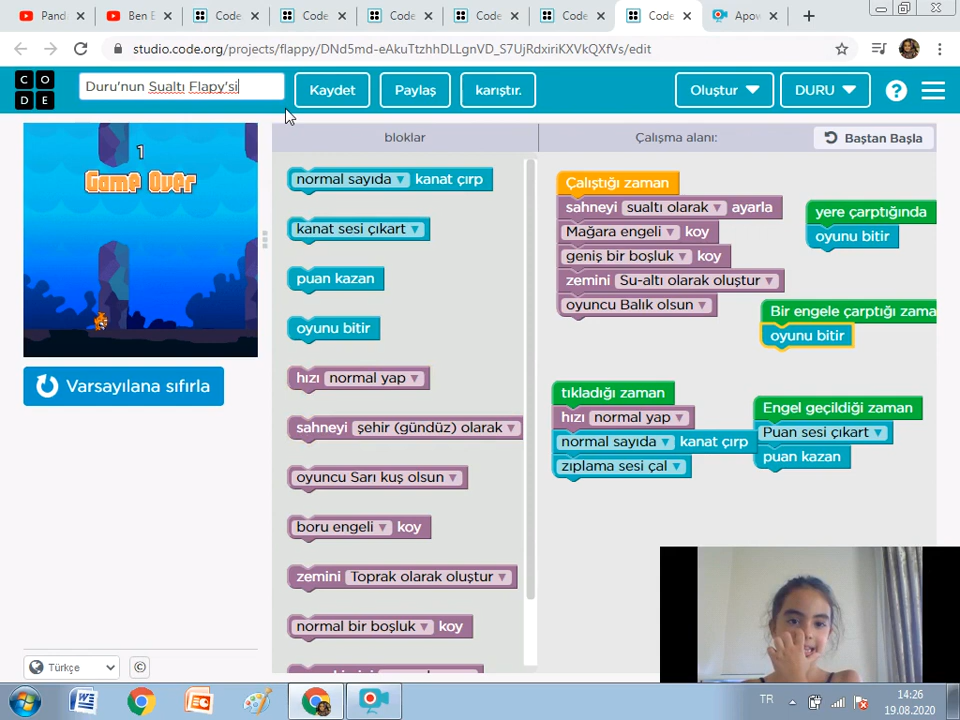 Pand
Ben E
Code
Code
Code
Code
Code
Code
Apow
studio.code.org/projects/flappy/DNd5md-eAkuTtzhhDLLgnVD_S7UjRdxiriKXVkQXfVs/edit
C O
D E
Duru'nun Sualtı Flapy'si
Kaydet
Paylaş
karıştır.
Oluştur
DURU
?
bloklar
Çalışma alanı:
Baştan Başla
1
Game Over
Varsayılana sıfırla
normal sayıda kanat çırp
kanat sesi çıkart
puan kazan
oyunu bitir
hızı normal yap
sahneyi şehir (gündüz) olarak
oyuncu Sarı kuş olsun
boru engeli koy
zemini Toprak olarak oluştur
normal bir boşluk koy
Çalıştığı zaman
sahneyi sualtı olarak ayarla
Mağara engeli koy
geniş bir boşluk koy
zemini Su-altı olarak oluştur
oyuncu Balık olsun
yere çarptığında
oyunu bitir
Bir engele çarptığı zama
oyunu bitir
tıkladığı zaman
hızı normal yap
normal sayıda kanat çırp
zıplama sesi çal
Engel geçildiği zaman
Puan sesi çıkart
puan kazan
Türkçe
©
TR
14:26
19.08.2020